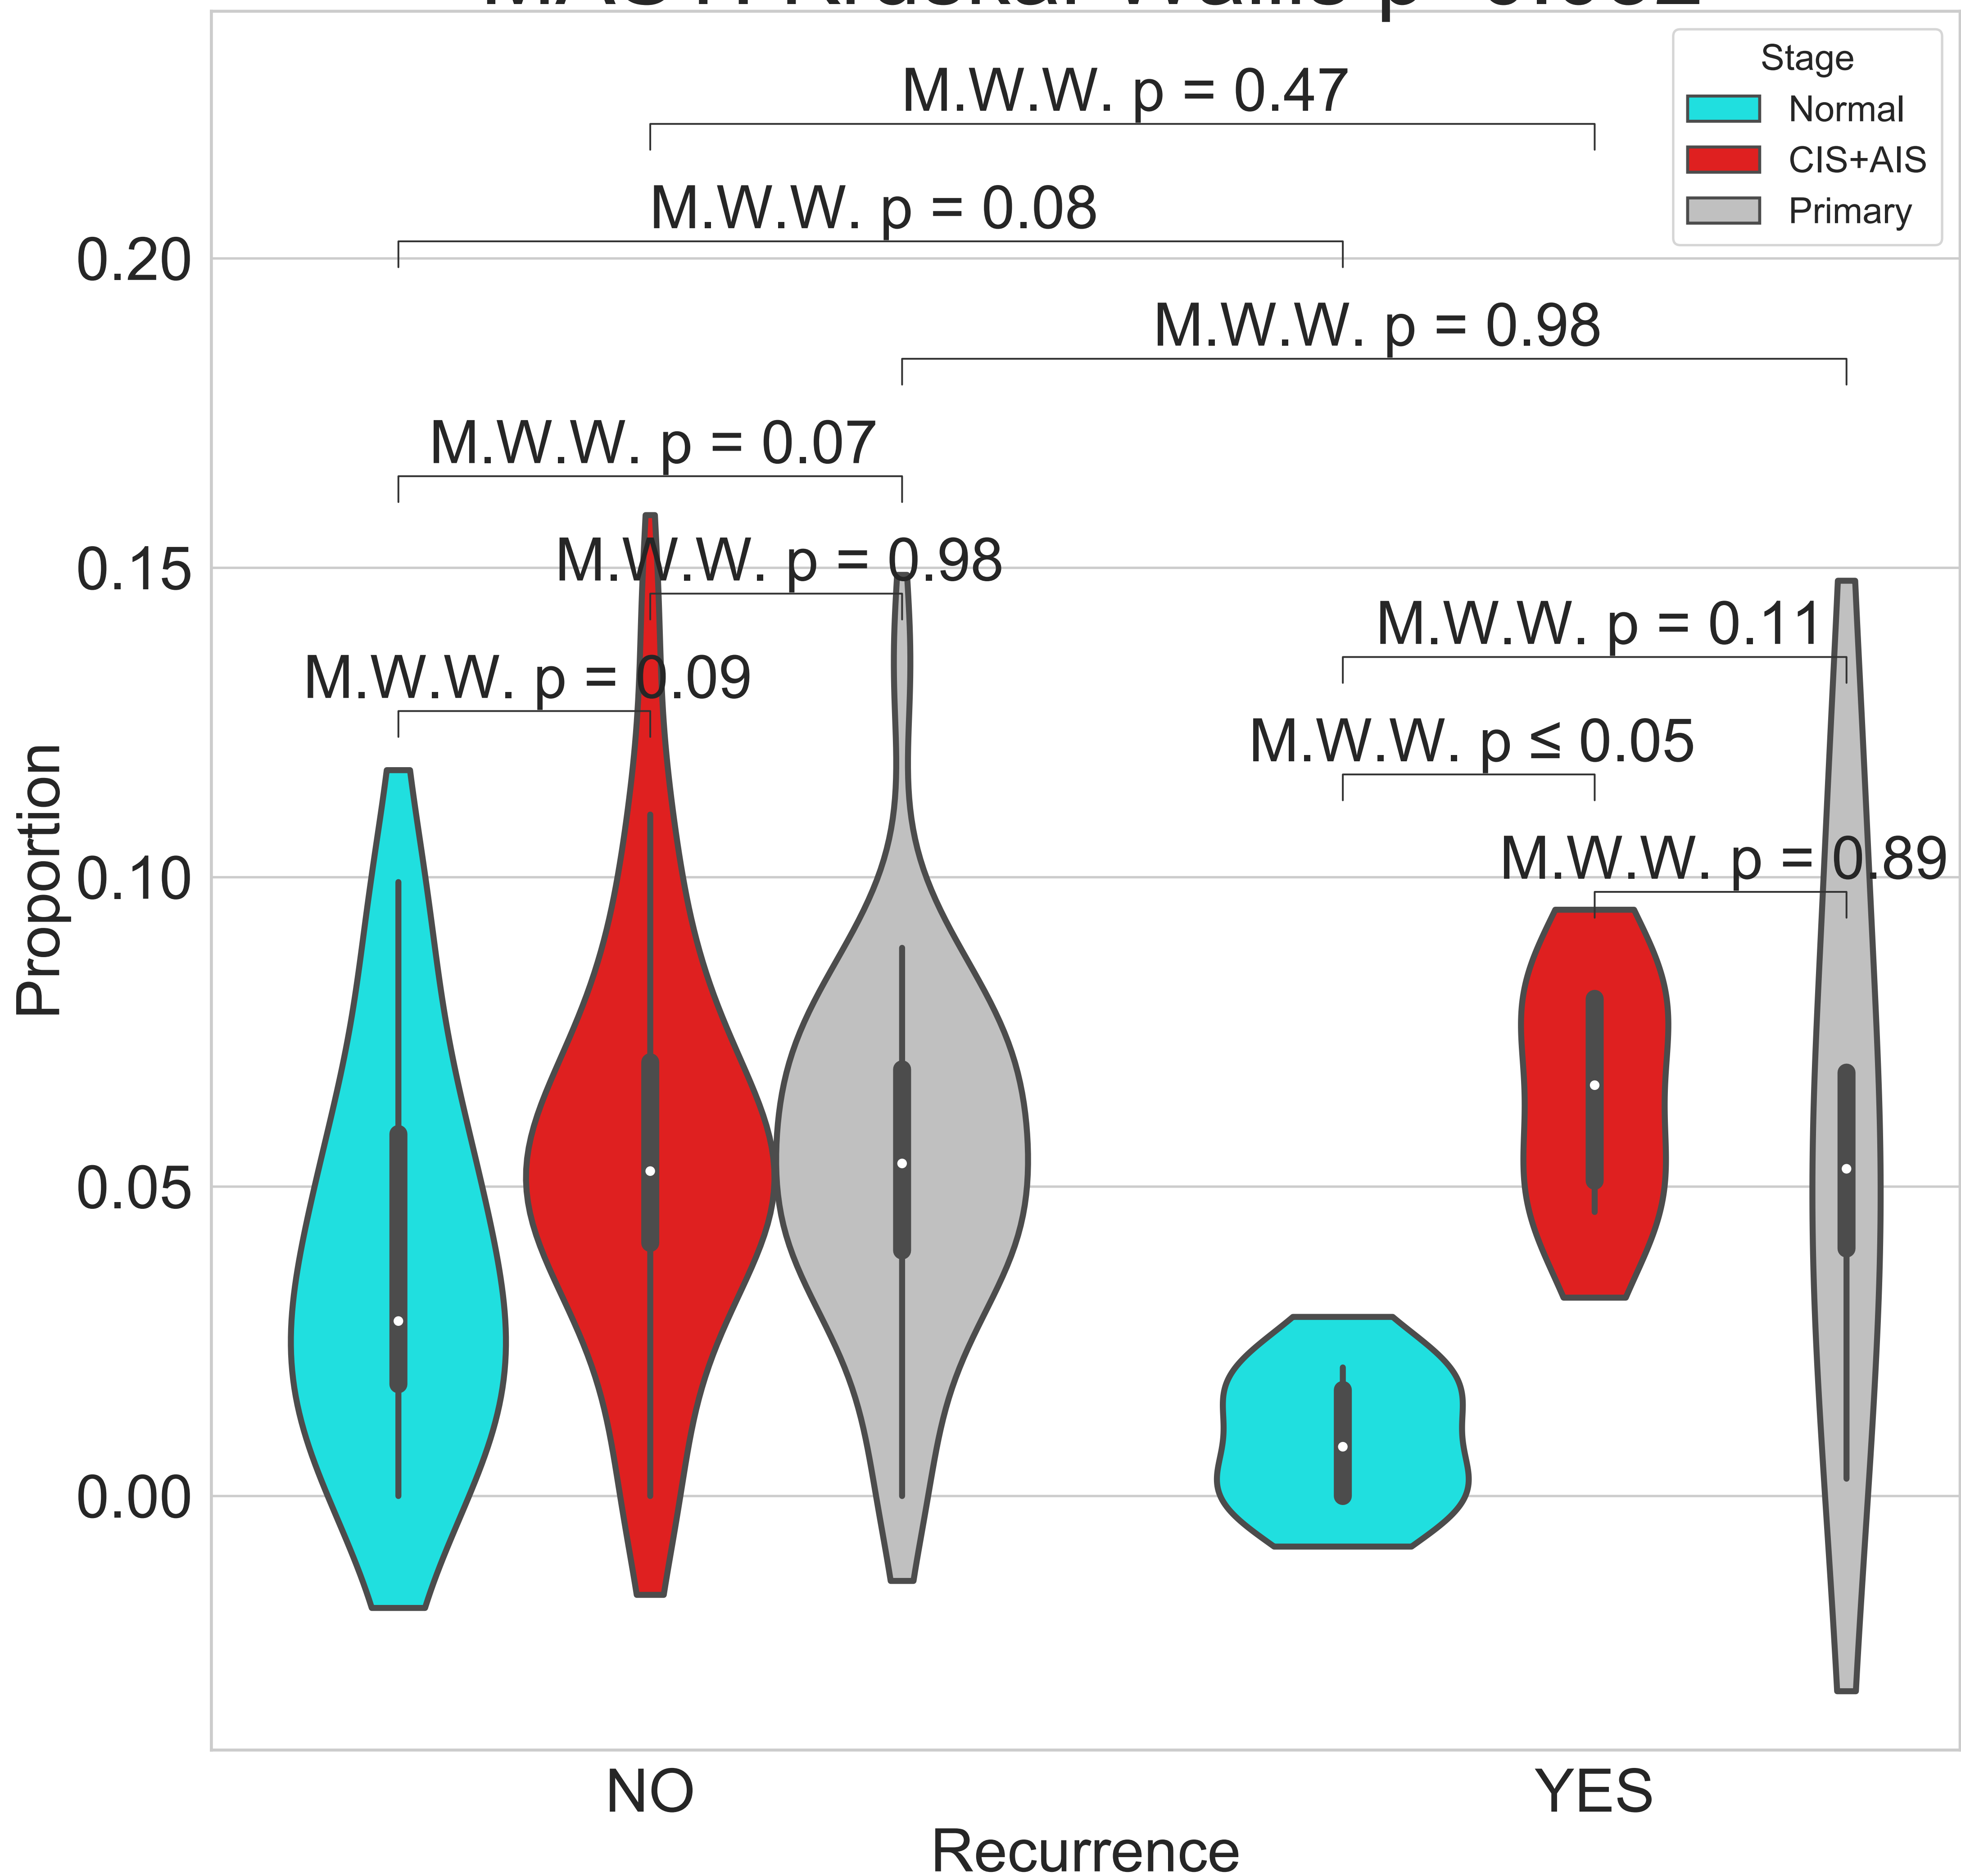 Stage
Normal
CIS+AIS
Primary
M.W.W. p = 0.47
M.W.W. p = 0.08
M.W.W. p = 0.98
M.W.W. p = 0.07
M.W.W. p = 0.98
M.W.W. p = 0.09
M.W.W. p = 0.11
M.W.W. p ≤ 0.05
M.W.W. p = 0.89
0.20
0.15
0.10
0.05
0.00
Proportion
NO
YES
Recurrence